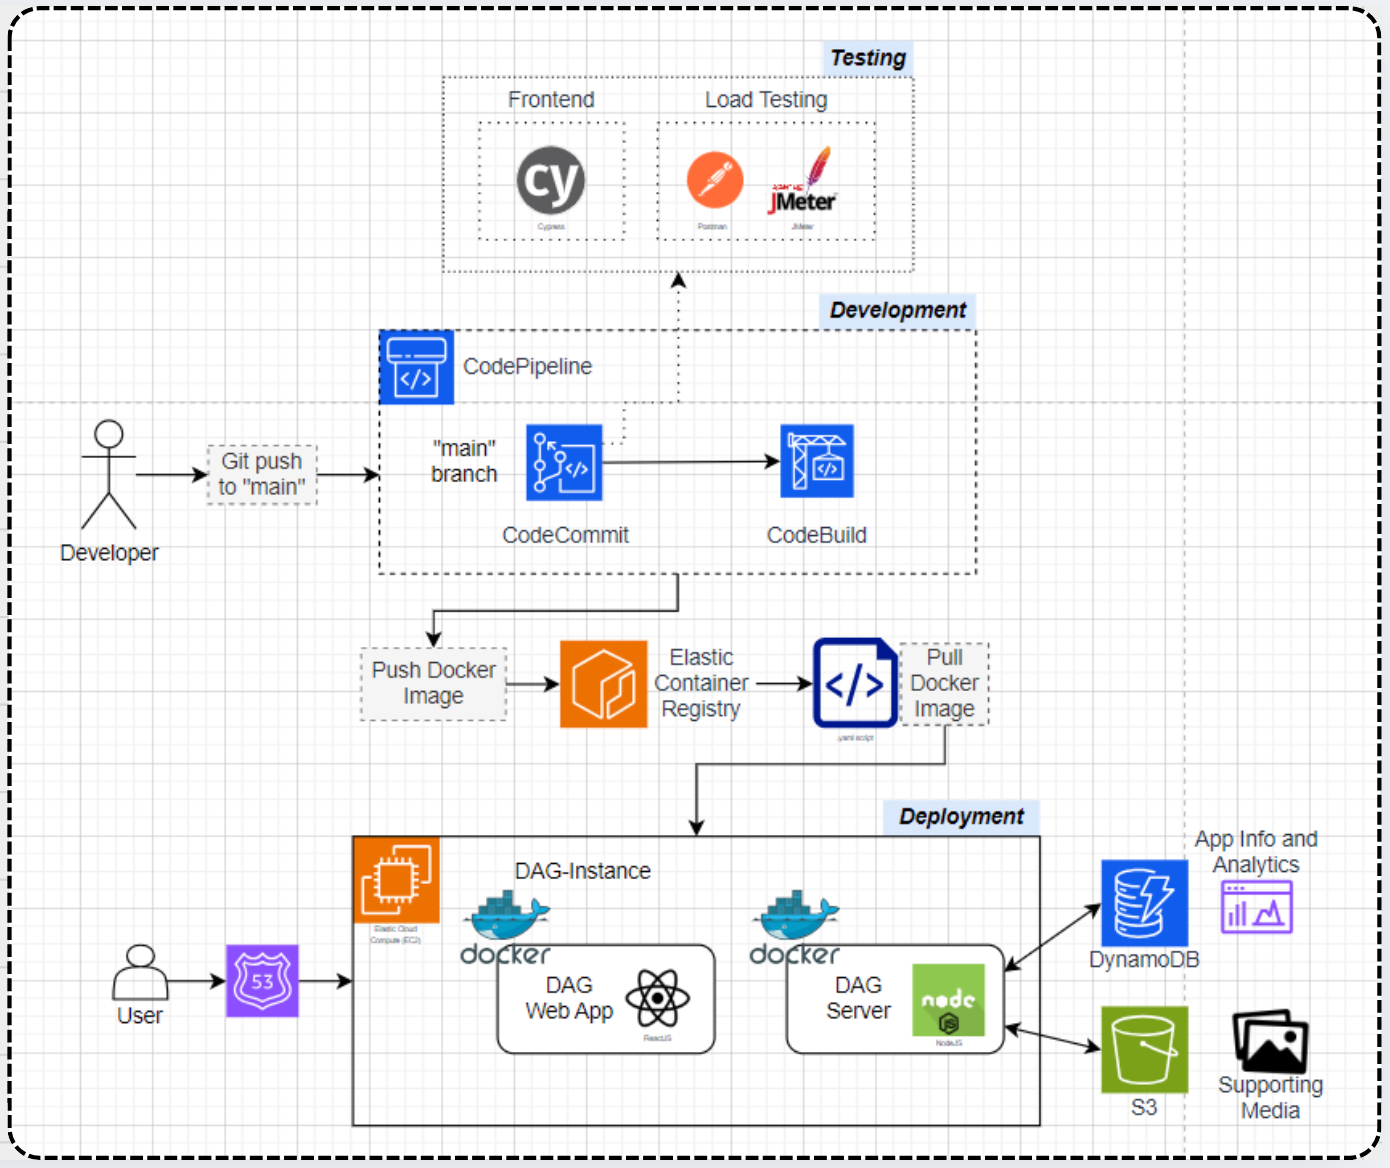 Testing
Frontend
Load Testing
cy
JMeter
Cypress
Postman
JMeter
Development
CodePipeline
"main"
branch
Git push
to "main"
CodeCommit
CodeBuild
Developer
Push Docker
Image
Elastic
Container
Registry
Pull
Docker
Image
.yaml script
Deployment
DAG-Instance
Elastic Cloud
Compute (EC2)
docker
docker
DAG
Web App
ReactJS
DAG
Server
node
JS
NodeJS
53
User
App Info and
Analytics
DynamoDB
S3
Supporting
Media